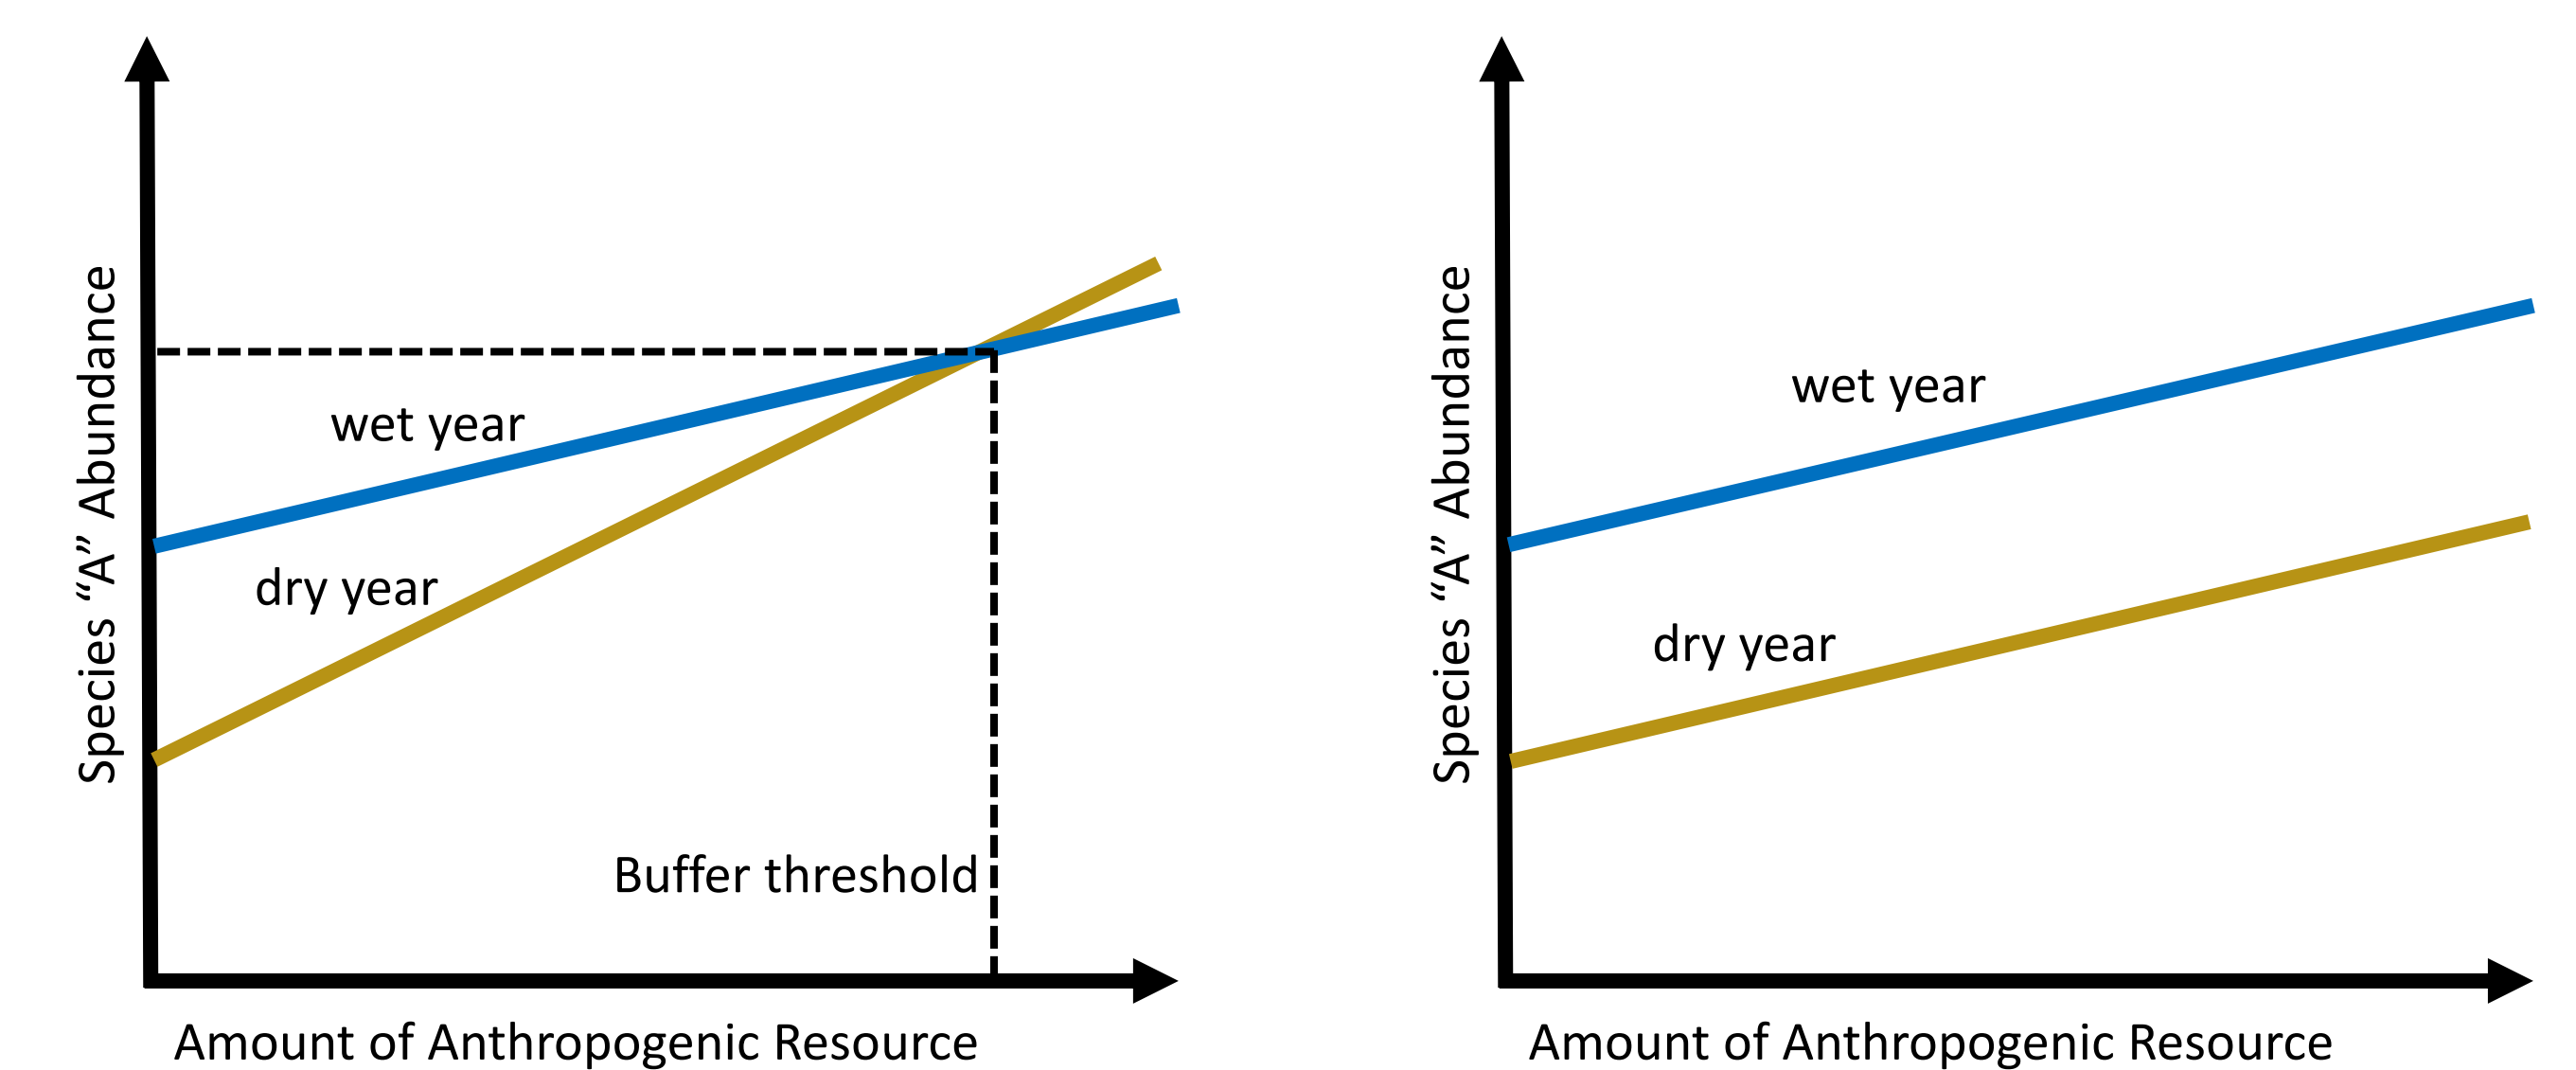 Species “A” Abundance
wet year
dry year
Buffer threshold
Amount of Anthropogenic Resource
Species “A” Abundance
wet year
dry year
Amount of Anthropogenic Resource